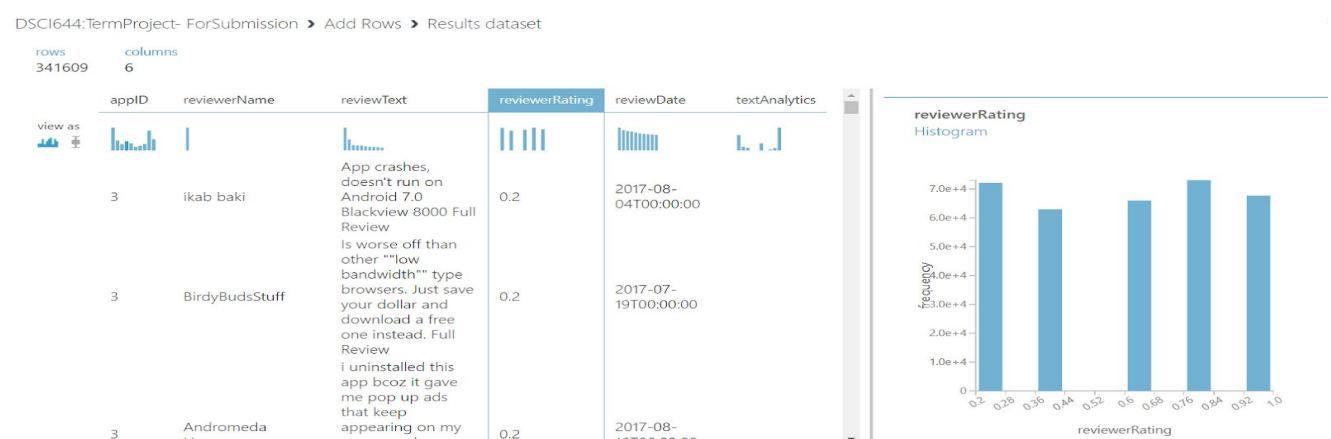 DSCI644:TermProject- ForSubmission > Add Rows > Results dataset
rows columns
341609 6
appID reviewerName reviewText reviewerRating reviewDate textAnalytics
view as
3 ikab baki App crashes,
doesn't run on
Android 7.0
Blackview 8000 Full
Review
0.2 2017-08-
04T00:00:00
3 BirdyBudsStuff Is worse off than
other ""low
bandwidth"" type
browsers. Just save
your dollar and
download a free
one instead. Full
Review
0.2 2017-07-
19T00:00:00
3 Andromeda
i uninstalled this
app bcoz it gave
me pop up ads
that keep
appearing on my
0.2 2017-08-
reviewerRating
Histogram
7.0e+4
6.0e+4
5.0e+4
4.0e+4
3.0e+4
2.0e+4
1.0e+4
0
frequency
0.2 0.28 0.36 0.44 0.52 0.6 0.68 0.76 0.84 0.92 1.0
reviewerRating